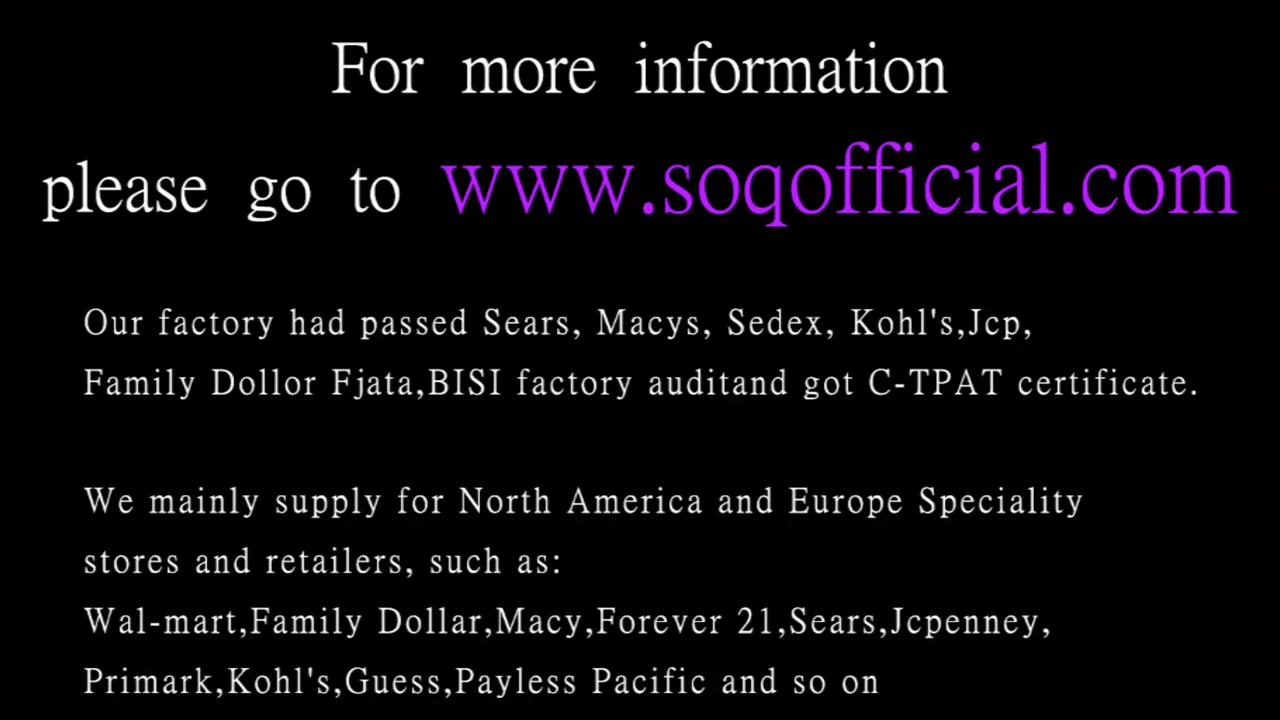 For more information
please go to www.soqofficial.com
Our factory had passed Sears, Macys, Sedex, Kohl's,Jcp,
Family Dollor Fjata,BISI factory auditand got C-TPAT certificate.
We mainly supply for North America and Europe Speciality
stores and retailers, such as:
Wal-mart,Family Dollar,Macy,Forever 21,Sears,Jcpenney,
Primark,Kohl's,Guess,Payless Pacific and so on